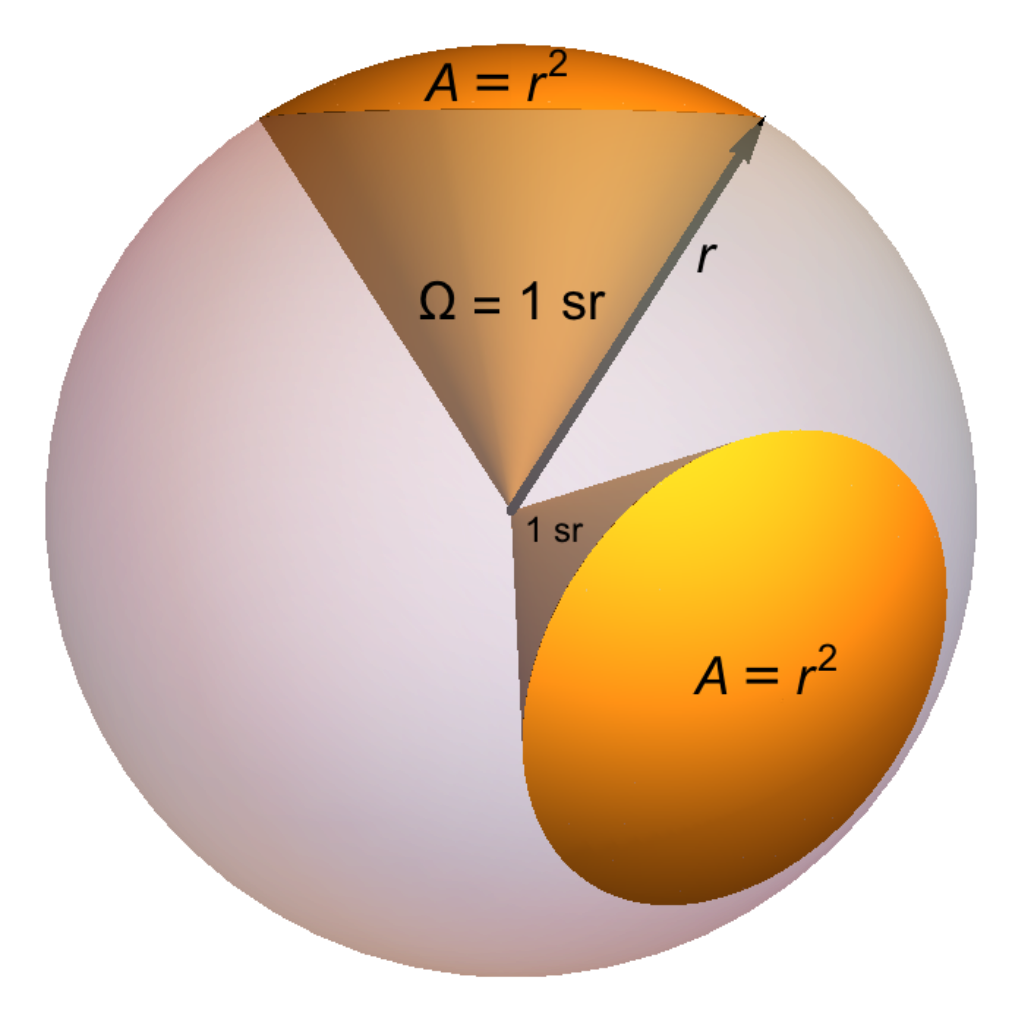 A = r²
r
Ω = 1 sr
1 sr
A = r²